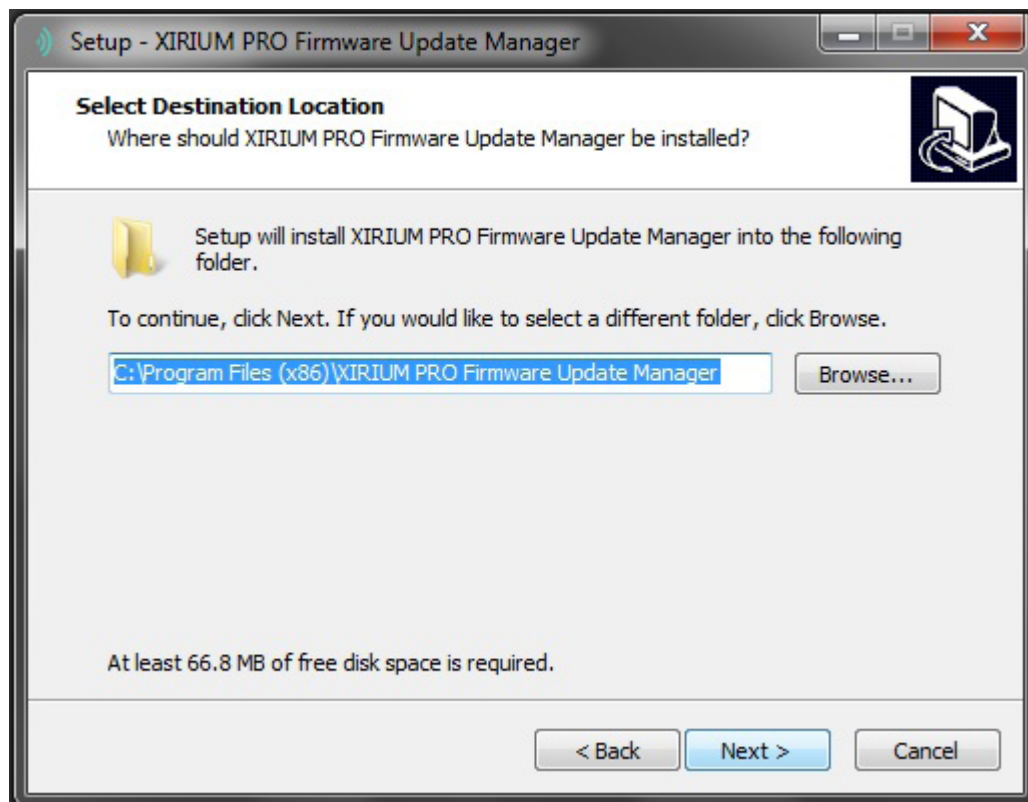 Setup - XIRIUM PRO Firmware Update Manager
X
Select Destination Location
Where should XIRIUM PRO Firmware Update Manager be installed?
Setup will install XIRIUM PRO Firmware Update Manager into the following
folder.
To continue, click Next. If you would like to select a different folder, click Browse.
C:\Program Files (x86)\XIRIUM PRO Firmware Update Manager
Browse...
At least 66.8 MB of free disk space is required.
< Back
Next >
Cancel